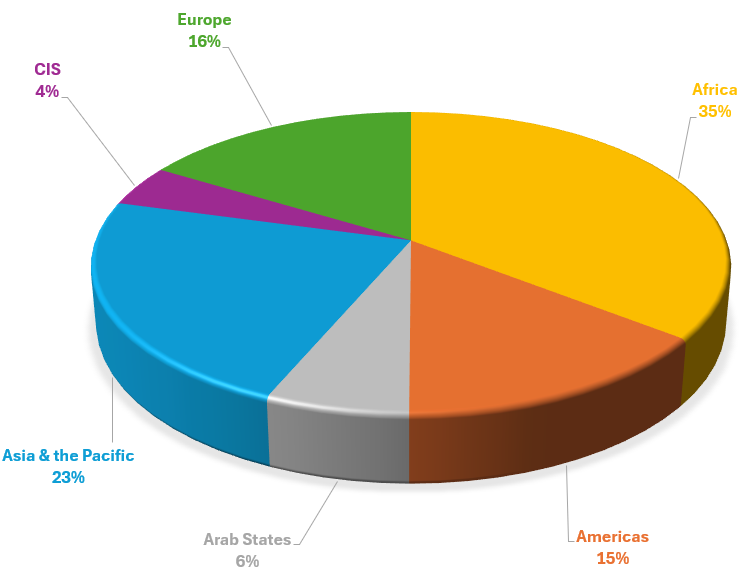 Europe
16%
CIS
4%
Africa
35%
Asia & the Pacific
23%
Arab States
6%
Americas
15%